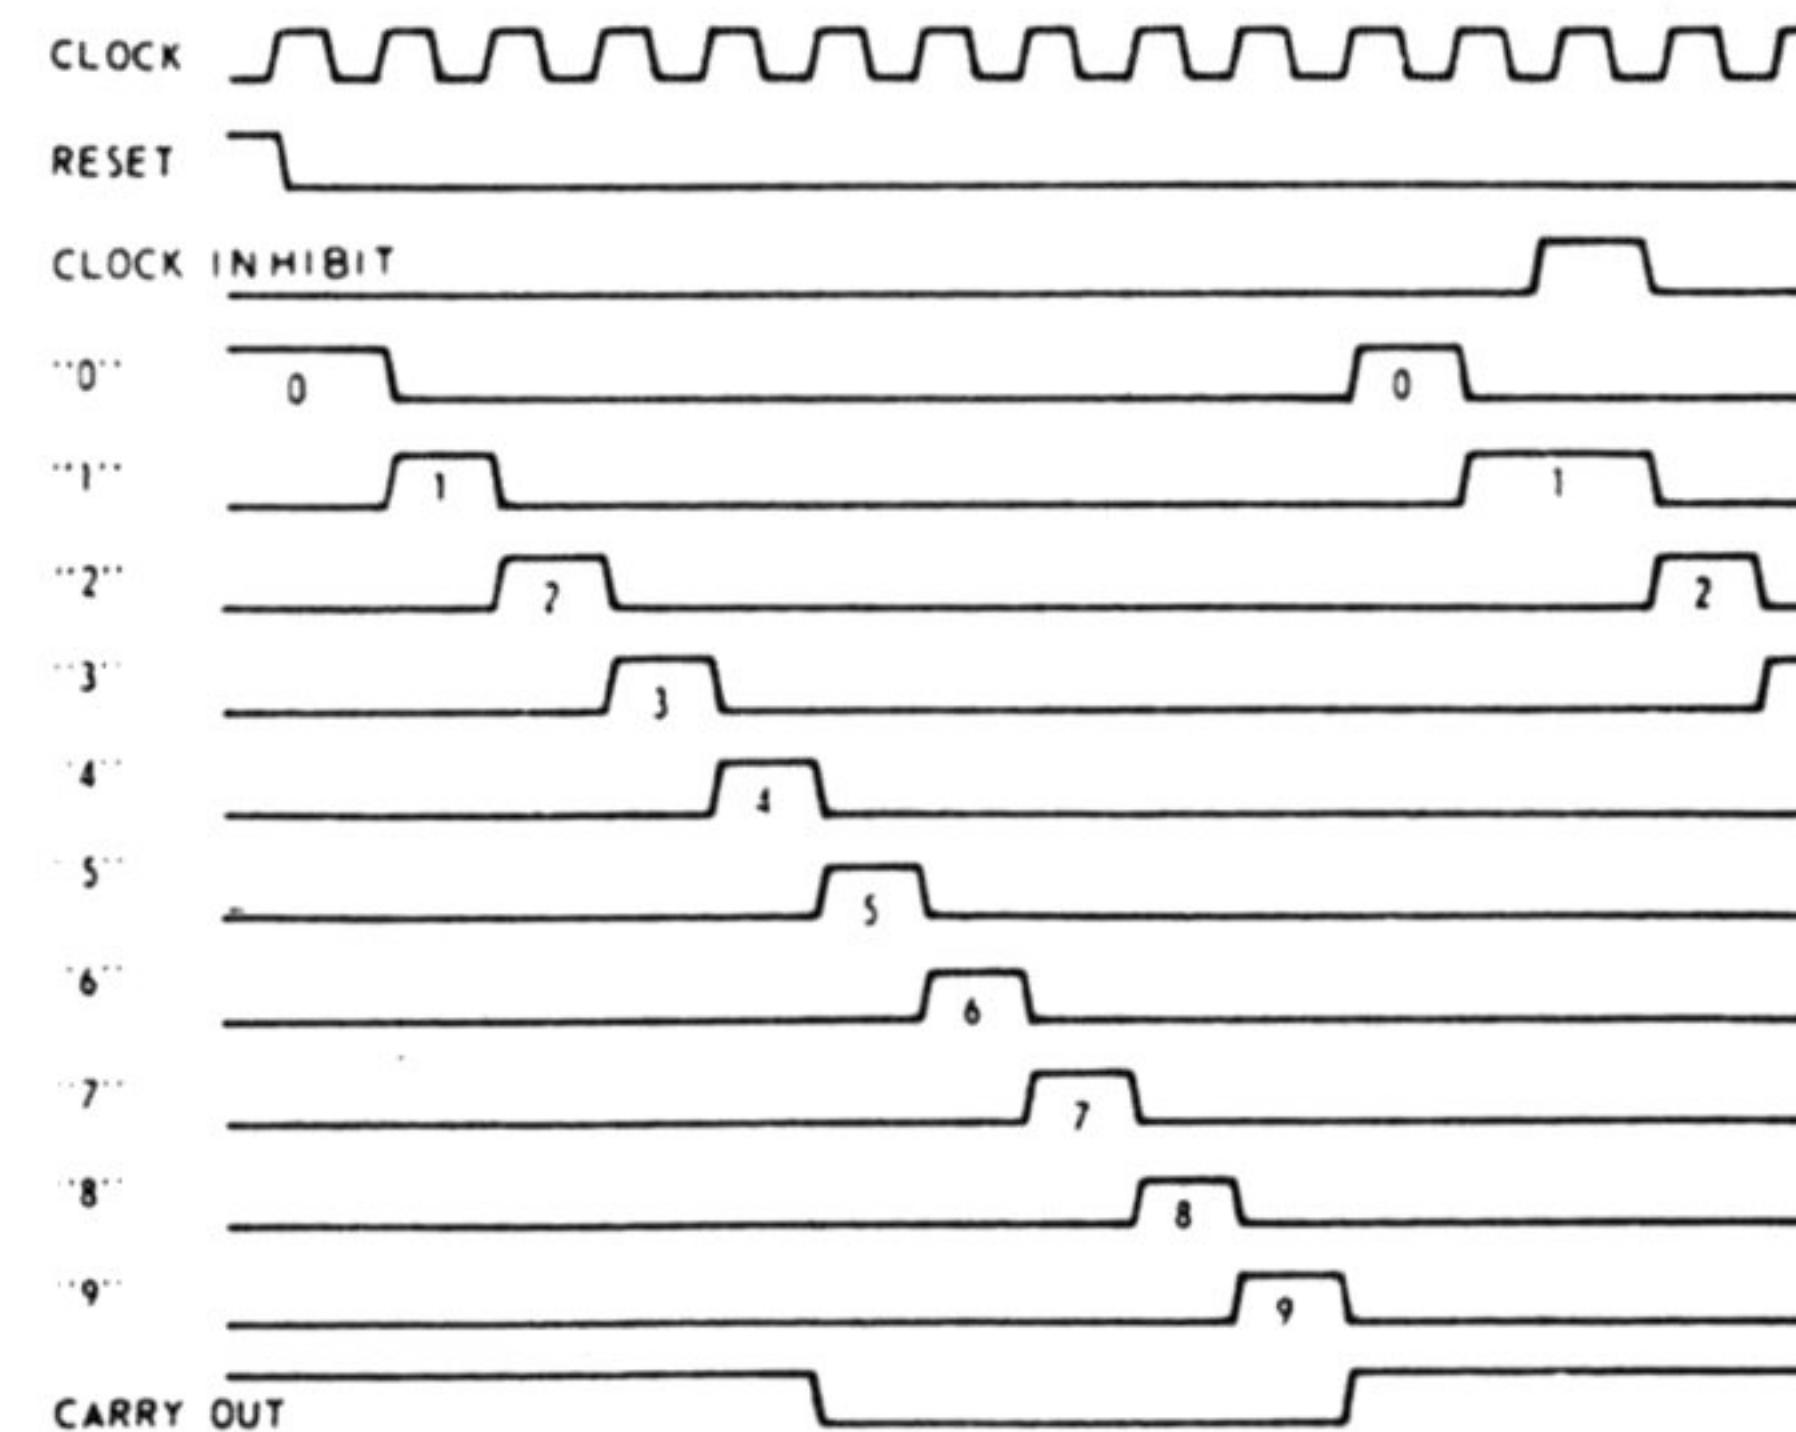 CLOCK
RESET
CLOCK INHIBIT
"0" 0 0
"1" 1 1
"2" 2 2
"3" 3
"4" 4
"5" 5
"6" 6
"7" 7
"8" 8
"9" 9
CARRY OUT